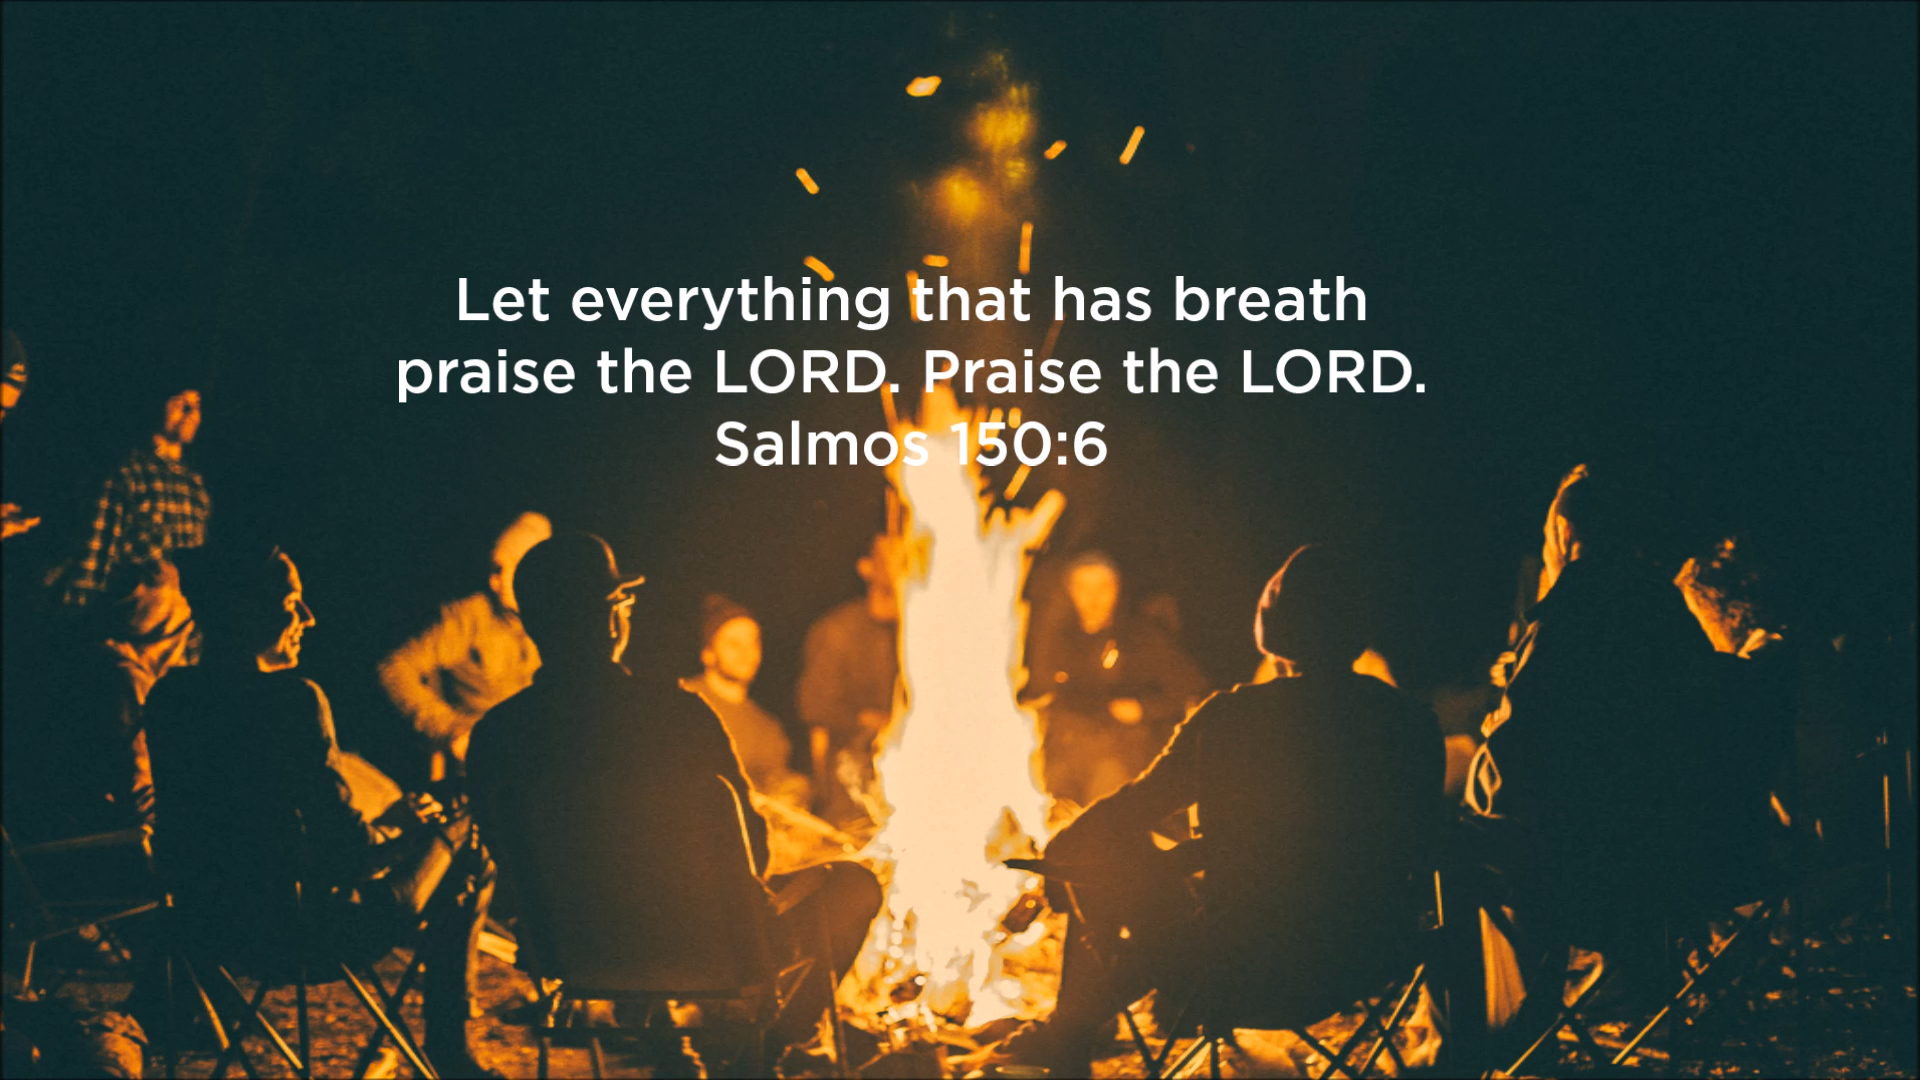 Let everything that has breath
praise the LORD. Praise the LORD.
Salmos 150:6